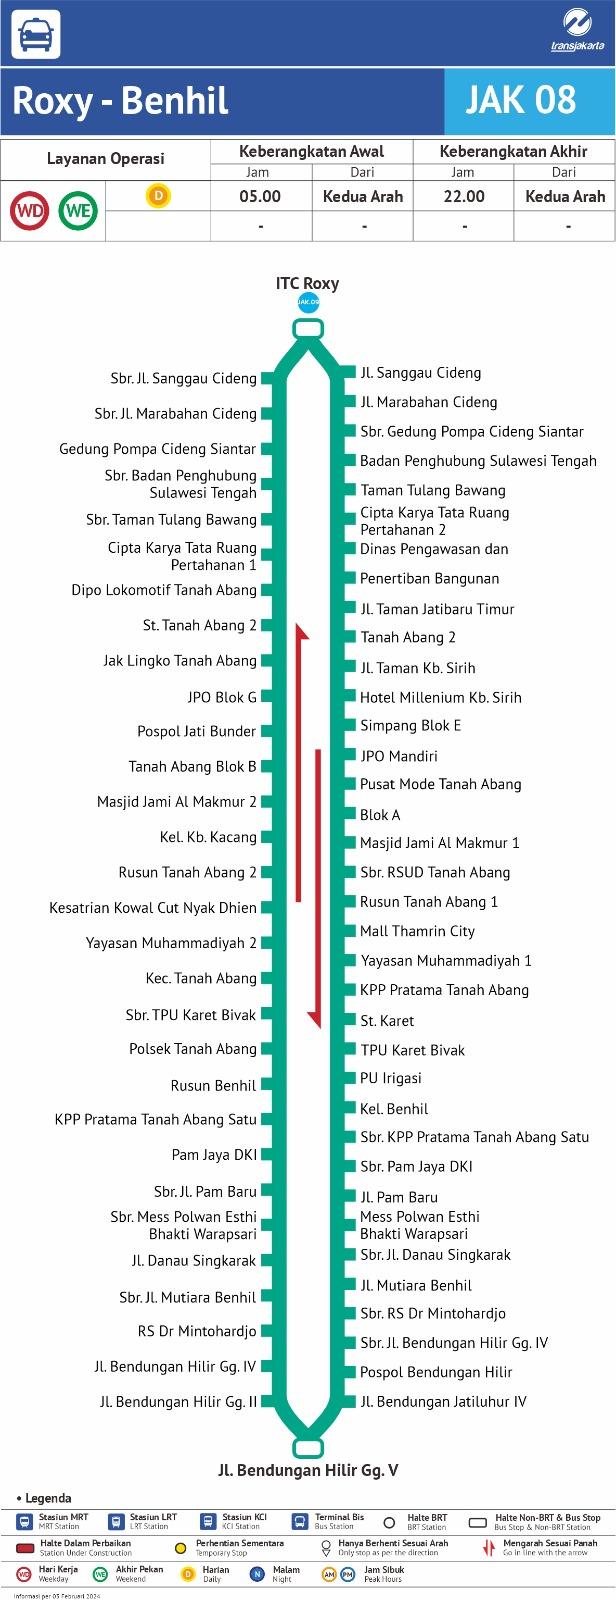 transjakarta
Roxy - Benhil
JAK 08
Layanan Operasi
Keberangkatan Awal
Keberangkatan Akhir
Jam
Dari
Jam
Dari
WD
WE
D
05.00
Kedua Arah
22.00
Kedua Arah
-
-
-
-
ITC Roxy
JAK.09
Sbr. Jl. Sanggau Cideng
Sbr. Jl. Marabahan Cideng
Gedung Pompa Cideng Siantar
Sbr. Badan Penghubung
Sulawesi Tengah
Sbr. Taman Tulang Bawang
Cipta Karya Tata Ruang
Pertahanan 1
Dipo Lokomotif Tanah Abang
St. Tanah Abang 2
Jak Lingko Tanah Abang
JPO Blok G
Pospol Jati Bunder
Tanah Abang Blok B
Masjid Jami Al Makmur 2
Kel. Kb. Kacang
Rusun Tanah Abang 2
Kesatrian Kowal Cut Nyak Dhien
Yayasan Muhammadiyah 2
Kec. Tanah Abang
Sbr. TPU Karet Bivak
Polsek Tanah Abang
Rusun Benhil
KPP Pratama Tanah Abang Satu
Pam Jaya DKI
Sbr. Jl. Pam Baru
Sbr. Mess Polwan Esthi
Bhakti Warapsari
Jl. Danau Singkarak
Sbr. Jl. Mutiara Benhil
RS Dr Mintohardjo
Jl. Bendungan Hilir Gg. IV
Jl. Bendungan Hilir Gg. II
Jl. Sanggau Cideng
Jl. Marabahan Cideng
Sbr. Gedung Pompa Cideng Siantar
Badan Penghubung Sulawesi Tengah
Taman Tulang Bawang
Cipta Karya Tata Ruang
Pertahanan 2
Dinas Pengawasan dan
Penertiban Bangunan
Jl. Taman Jatibaru Timur
Tanah Abang 2
Jl. Taman Kb. Sirih
Hotel Millenium Kb. Sirih
Simpang Blok E
JPO Mandiri
Pusat Mode Tanah Abang
Blok A
Masjid Jami Al Makmur 1
Sbr. RSUD Tanah Abang
Rusun Tanah Abang 1
Mall Thamrin City
Yayasan Muhammadiyah 1
KPP Pratama Tanah Abang
St. Karet
TPU Karet Bivak
PU Irigasi
Kel. Benhil
Sbr. KPP Pratama Tanah Abang Satu
Sbr. Pam Jaya DKI
Jl. Pam Baru
Mess Polwan Esthi
Bhakti Warapsari
Sbr. Jl. Danau Singkarak
Jl. Mutiara Benhil
Sbr. RS Dr Mintohardjo
Sbr. Jl. Bendungan Hilir Gg. IV
Pospol Bendungan Hilir
Jl. Bendungan Jatiluhur IV
Jl. Bendungan Hilir Gg. V
• Legenda
Stasiun MRT
MRT Station
Stasiun LRT
LRT Station
Stasiun KCI
KCI Station
Terminal Bis
Bus Station
Halte BRT
BRT Station
Halte Non-BRT & Bus Stop
Bus Stop & Non-BRT Station
Halte Dalam Perbaikan
Station Under Construction
Perhentian Sementara
Temporary Stop
Hanya Berhenti Sesuai Arah
Only stop as per the direction
Mengarah Sesuai Panah
Go in line with the arrow
WD
Hari Kerja
Weekday
WE
Akhir Pekan
Weekend
D
Harian
Daily
N
Malam
Night
AM
PM
Jam Sibuk
Peak Hours
Informasi per 05 Februari 2024